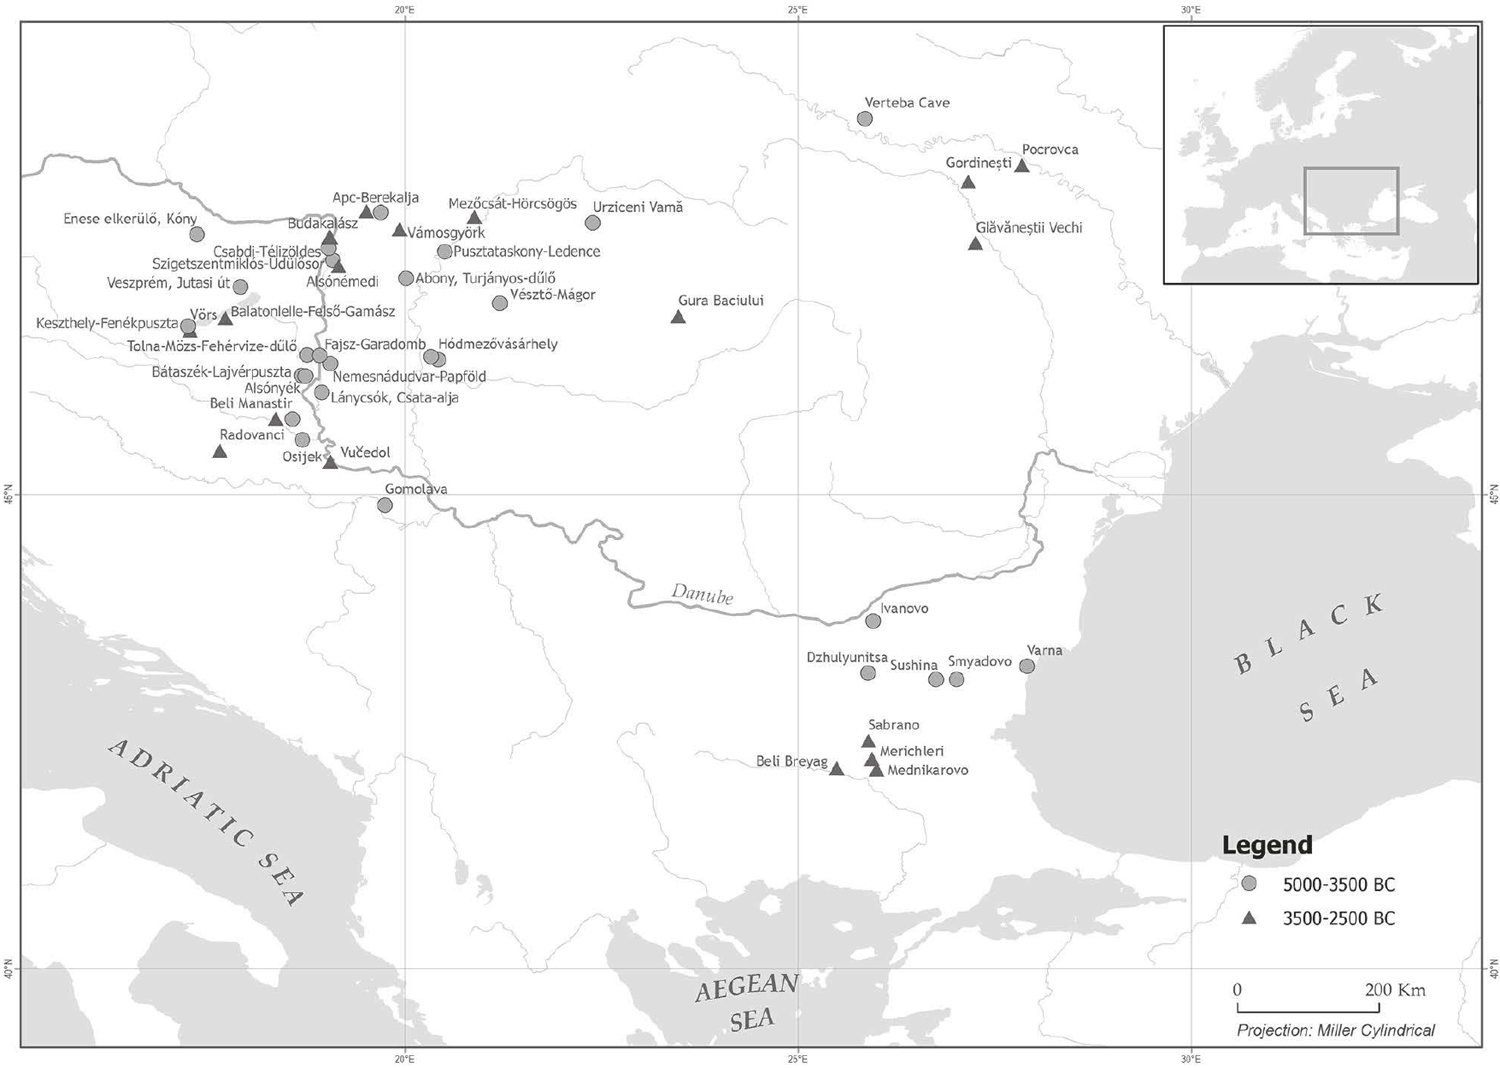 20°E
25°E
30°E
Verteba Cave
Pocrovca
Gordinești
Apc-Berekalja
Mezőcsát-Hörcsögös
Urziceni Vamă
Enese elkerülő, Kóny
Budakalász
Vámosgyörk
Glăvăneștii Vechi
Csabdi-Télizöldes
Pusztataskony-Ledence
Szigetszentmiklós-Üdülősor
Veszprém, Jutasi út
Alsónémedi
Abony, Turjányos-dűlő
Vésztő-Mágor
Gura Baciului
Vörs
Balatonlelle-Felső-Gamász
Keszthely-Fenékpuszta
Tolna-Mözs-Fehérvize-dűlő
Fajsz-Garadomb
Hódmezővásárhely
Bátaszék-Lajvérpuszta
Nemesnádudvar-Papföld
Alsónyék
Lánycsók, Csata-alja
Beli Manastir
Radovanci
Osijek
Vučedol
Gomolava
45°N
45°N
Danube
Ivanovo
BLACK
SEA
Dzhulyunitsa
Sushina
Smyadovo
Varna
Sabrano
Merichleri
Beli Breyag
Mednikarovo
ADRIATIC SEA
AEGEAN
SEA
Legend
5000-3500 BC
3500-2500 BC
40°N
40°N
0
200 Km
Projection: Miller Cylindrical
20°E
25°E
30°E